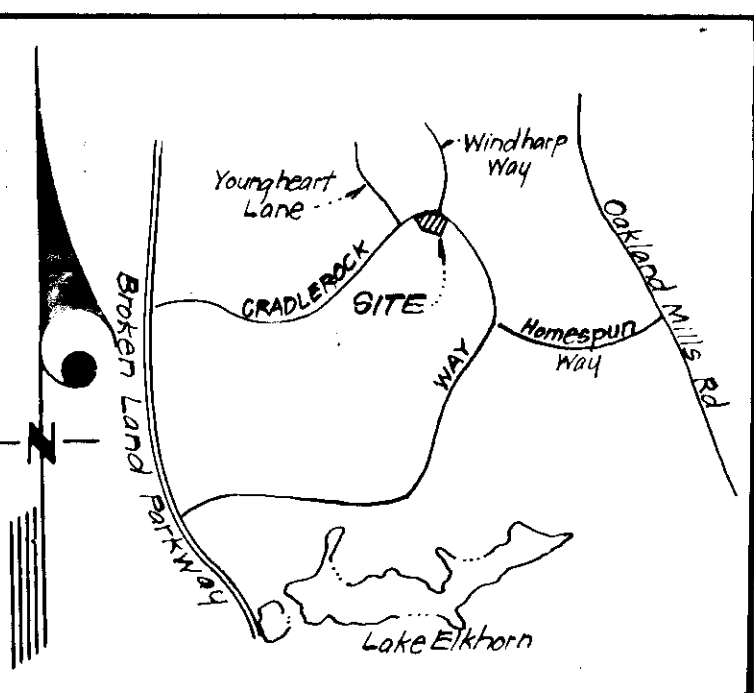 Windharp
Way
Youngheart
Lane
Oakland Mills Rd
CRADLEROCK
SITE
Broken Land Parkway
Homespun
Way
WAY
N
Lake Elkhorn